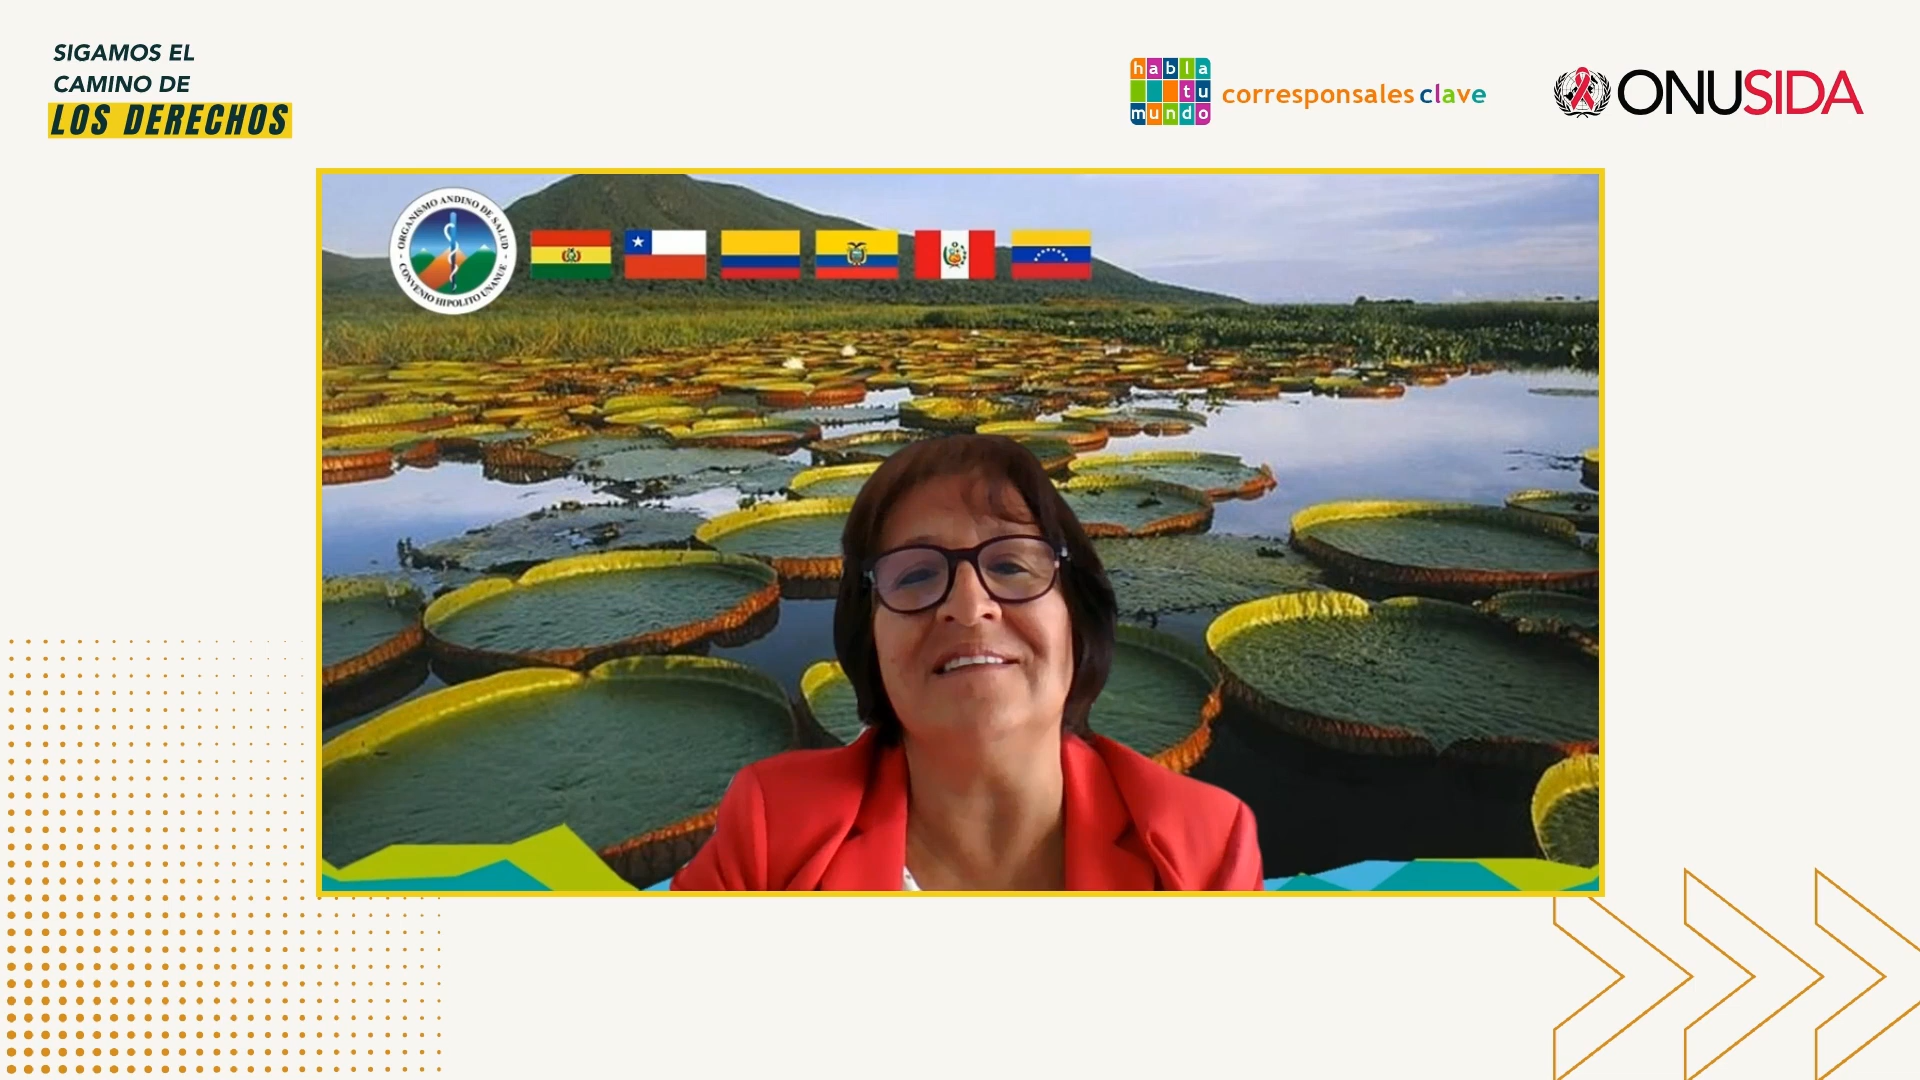 SIGAMOS EL
CAMINO DE
LOS DERECHOS
habla
tu
mundo
corresponsales clave
ONUSIDA
ORGANISMO ANDINO DE SALUD
CONVENIO HIPOLITO UNANUE